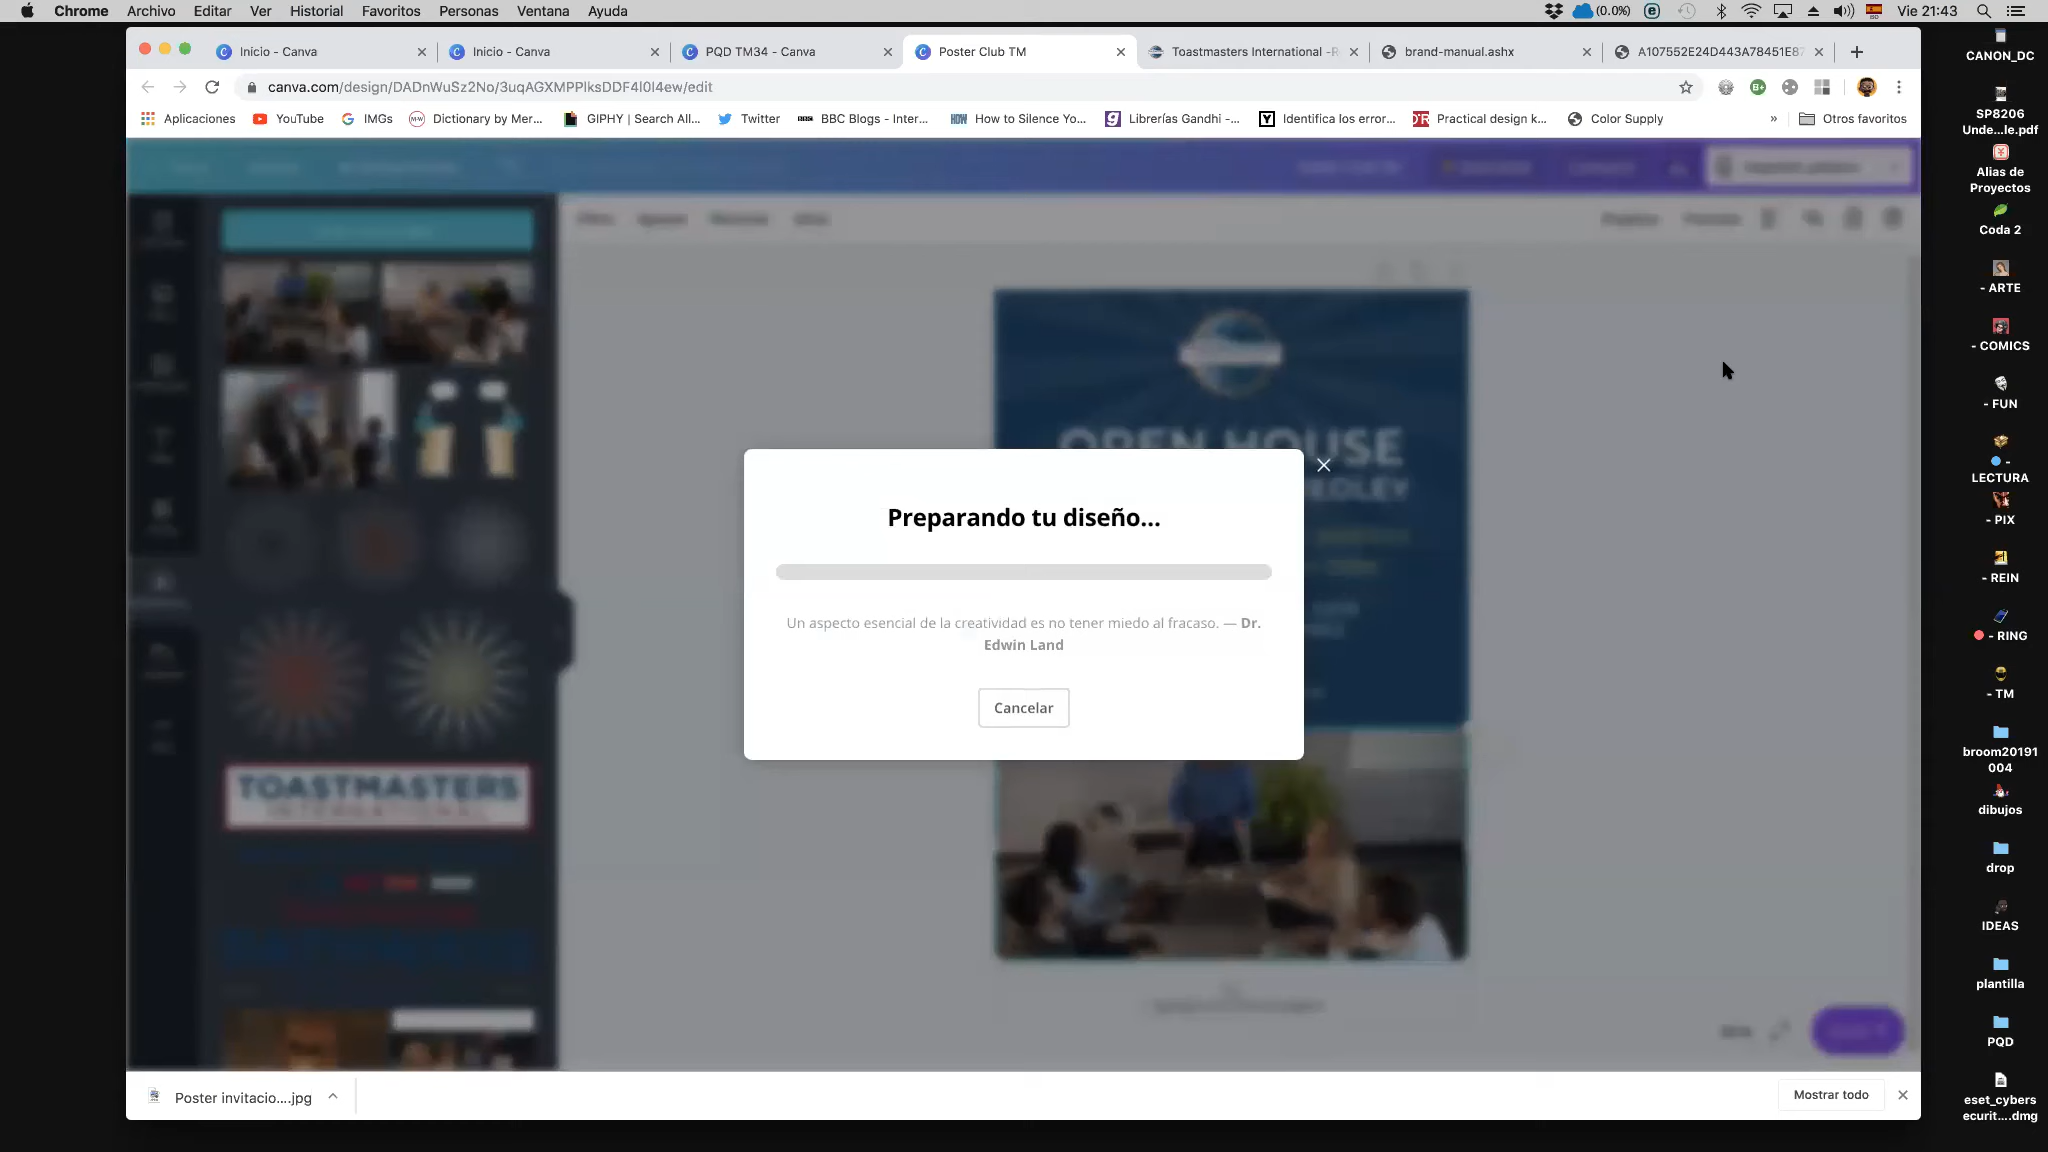 Chrome Archivo Editar Ver Historial Favoritos Personas Ventana Ayuda (0.0%) Vie 21:43
Inicio - Canva
Inicio - Canva
PQD TM34 - Canva
Poster Club TM
Toastmasters International -R
brand-manual.ashx
A107552E24D443A78451E87
canva.com/design/DADnWuSz2No/3uqAGXMPPlksDDF4l0l4ew/edit
Aplicaciones YouTube IMGs Dictionary by Mer... GIPHY | Search All... Twitter BBC Blogs - Inter... How to Silence Yo... Librerías Gandhi -... Identifica los error... Practical design k... Color Supply » Otros favoritos
OPEN HOUSE
EDLEY
TOASTMASTERS
INTERNATIONAL
Preparando tu diseño...
Un aspecto esencial de la creatividad es no tener miedo al fracaso. — Dr.
Edwin Land
Cancelar
Poster invitacio....jpg
Mostrar todo
CANON_DC
SP8206
Unde...le.pdf
Alias de
Proyectos
Coda 2
- ARTE
- COMICS
- FUN
-
LECTURA
- PIX
- REIN
- RING
- TM
broom20191
004
dibujos
drop
IDEAS
plantilla
PQD
eset_cybers
ecurit....dmg